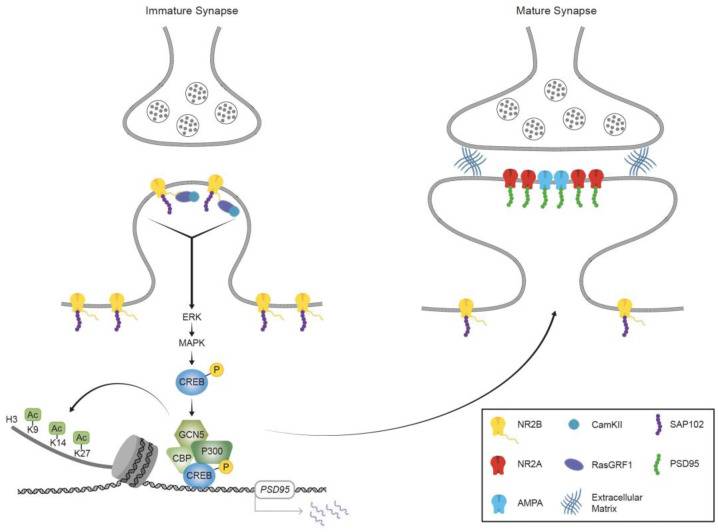 Immature Synapse
Mature Synapse
ERK
MAPK
CREB
P
H3
Ac
K9
Ac
K14
Ac
K27
GCN5
CBP
P300
P
CREB
PSD95
NR2B
CamKII
SAP102
NR2A
RasGRF1
PSD95
AMPA
Extracellular
Matrix